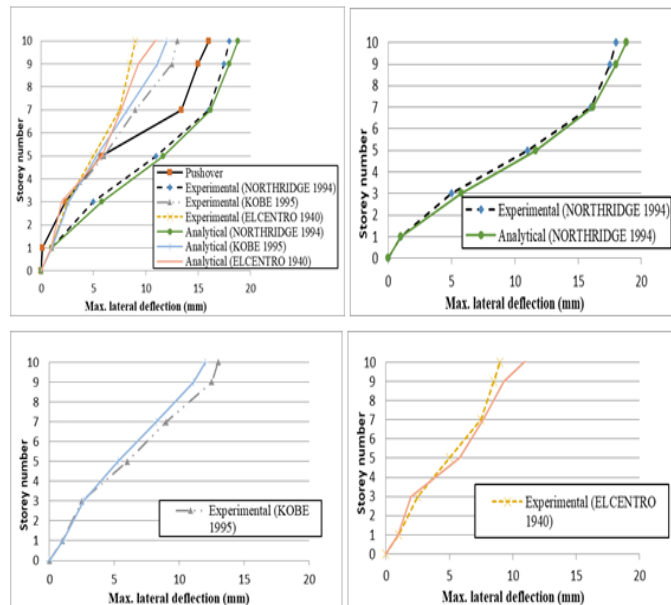 10
9
8
7
6
5
4
3
2
1
0
Storey number
Pushover
Experimental (NORTHRIDGE 1994)
Experimental (KOBE 1995)
Experimental (ELCENTRO 1940)
Analytical (NORTHRIDGE 1994)
Analytical (KOBE 1995)
Analytical (ELCENTRO 1940)
0 5 10 15 20
Max. lateral deflection (mm)
10
9
8
7
6
5
4
3
2
1
0
Storey number
Experimental (NORTHRIDGE 1994)
Analytical (NORTHRIDGE 1994)
0 5 10 15 20
Max. lateral deflection (mm)
10
9
8
7
6
5
4
3
2
1
0
Storey number
Experimental (KOBE
1995)
0 5 10 15 20
Max. lateral deflection (mm)
10
9
8
7
6
5
4
3
2
1
0
Storey number
Experimental (ELCENTRO
1940)
0 5 10 15 20
Max. lateral deflection (mm)